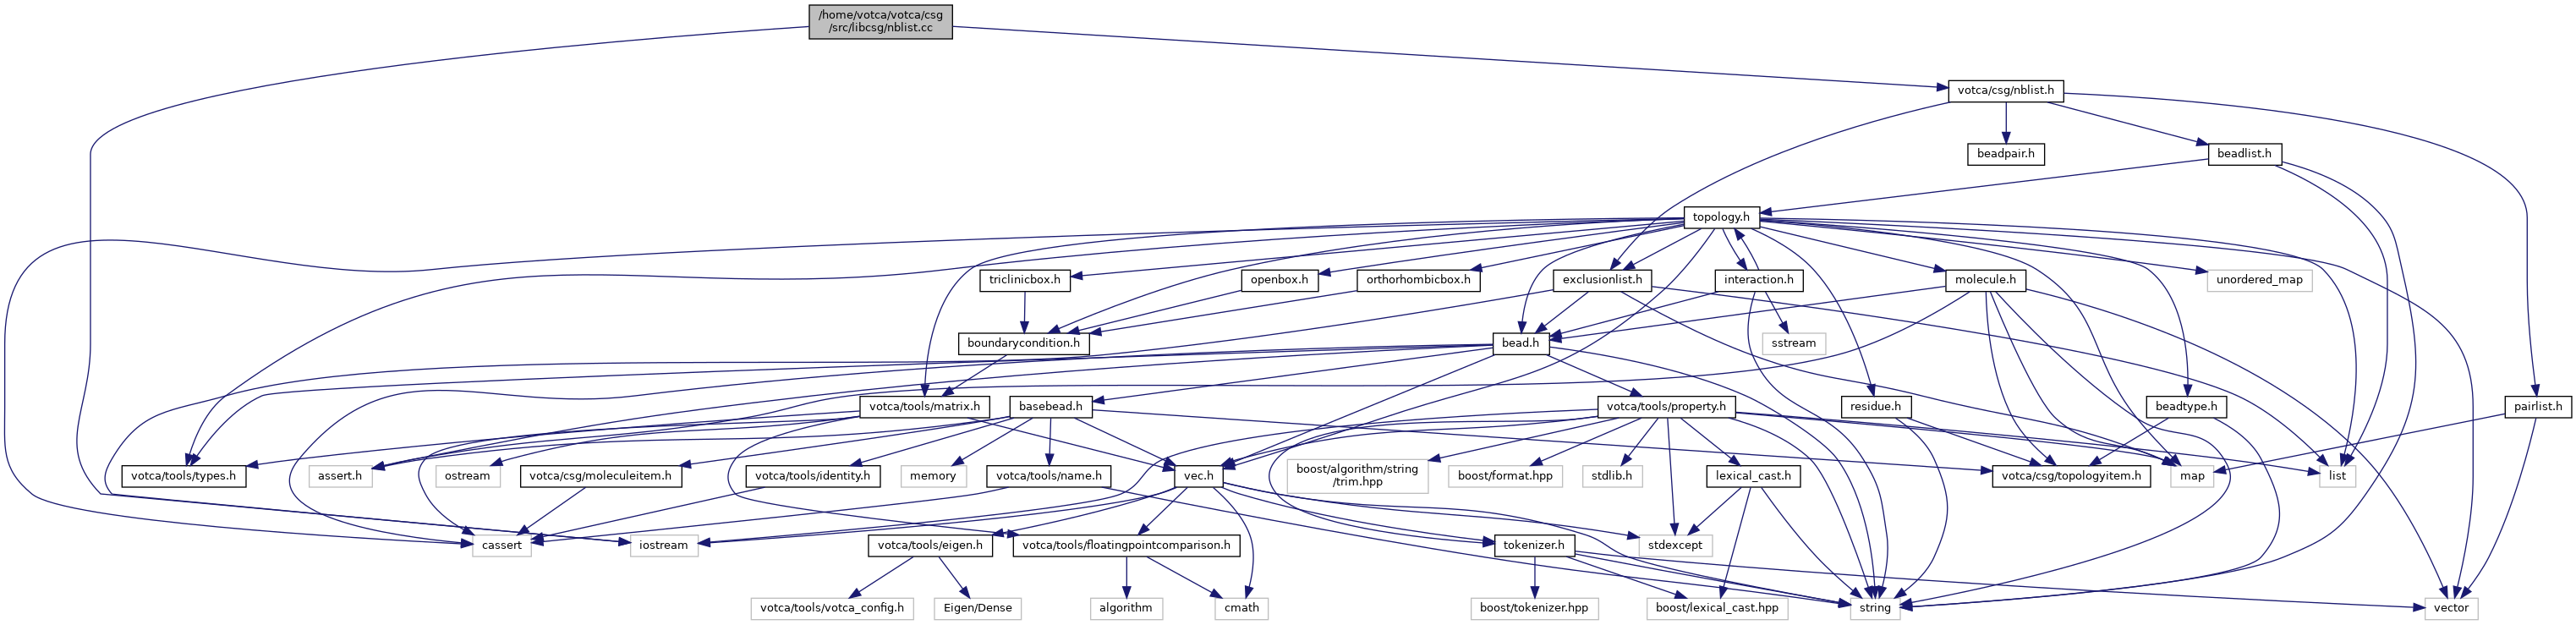 /home/votca/votca/csg
/src/libcsg/nblist.cc
votca/csg/nblist.h
beadpair.h
beadlist.h
topology.h
triclinicbox.h
openbox.h
orthorhombicbox.h
exclusionlist.h
interaction.h
molecule.h
unordered_map
boundarycondition.h
bead.h
sstream
votca/tools/matrix.h
basebead.h
votca/tools/property.h
residue.h
beadtype.h
pairlist.h
votca/tools/types.h
assert.h
ostream
votca/csg/moleculeitem.h
votca/tools/identity.h
memory
votca/tools/name.h
vec.h
boost/algorithm/string
/trim.hpp
boost/format.hpp
stdlib.h
lexical_cast.h
votca/csg/topologyitem.h
map
list
cassert
iostream
votca/tools/eigen.h
votca/tools/floatingpointcomparison.h
tokenizer.h
stdexcept
votca/tools/votca_config.h
Eigen/Dense
algorithm
cmath
boost/tokenizer.hpp
boost/lexical_cast.hpp
string
vector